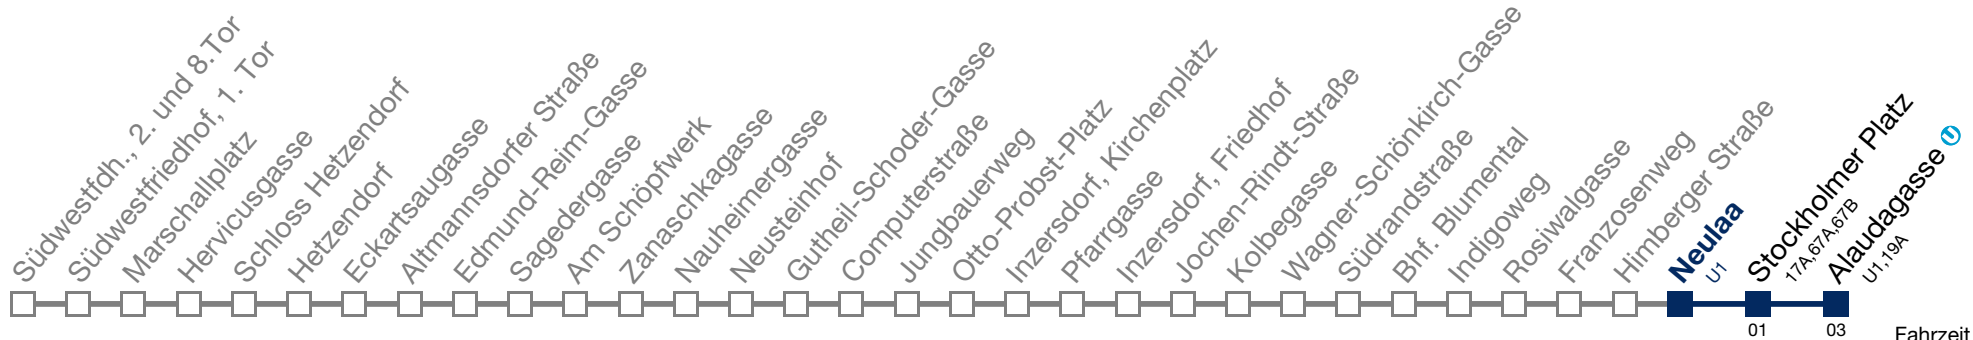 Südwestfdh., 2. und 8.Tor
Südwestfriedhof, 1. Tor
Marschallplatz
Hervicusgasse
Schloss Hetzendorf
Hetzendorf
Eckartsaugasse
Altmannsdorfer Straße
Edmund-Reim-Gasse
Sagedergasse
Am Schöpfwerk
Zanaschkagasse
Nauheimergasse
Neusteinhof
Gutheil-Schoder-Gasse
Computerstraße
Jungbauerweg
Otto-Probst-Platz
Inzersdorf, Kirchenplatz
Pfarrgasse
Inzersdorf, Friedhof
Jochen-Rindt-Straße
Kolbegasse
Wagner-Schönkirch-Gasse
Südrandstraße
Bhf. Blumental
Indigoweg
Rosiwalgasse
Franzosenweg
Himberger Straße
Neulaa
U1
Stockholmer Platz
17A,67A,67B
Alaudagasse U
U1,19A
01
03
Fahrzeit